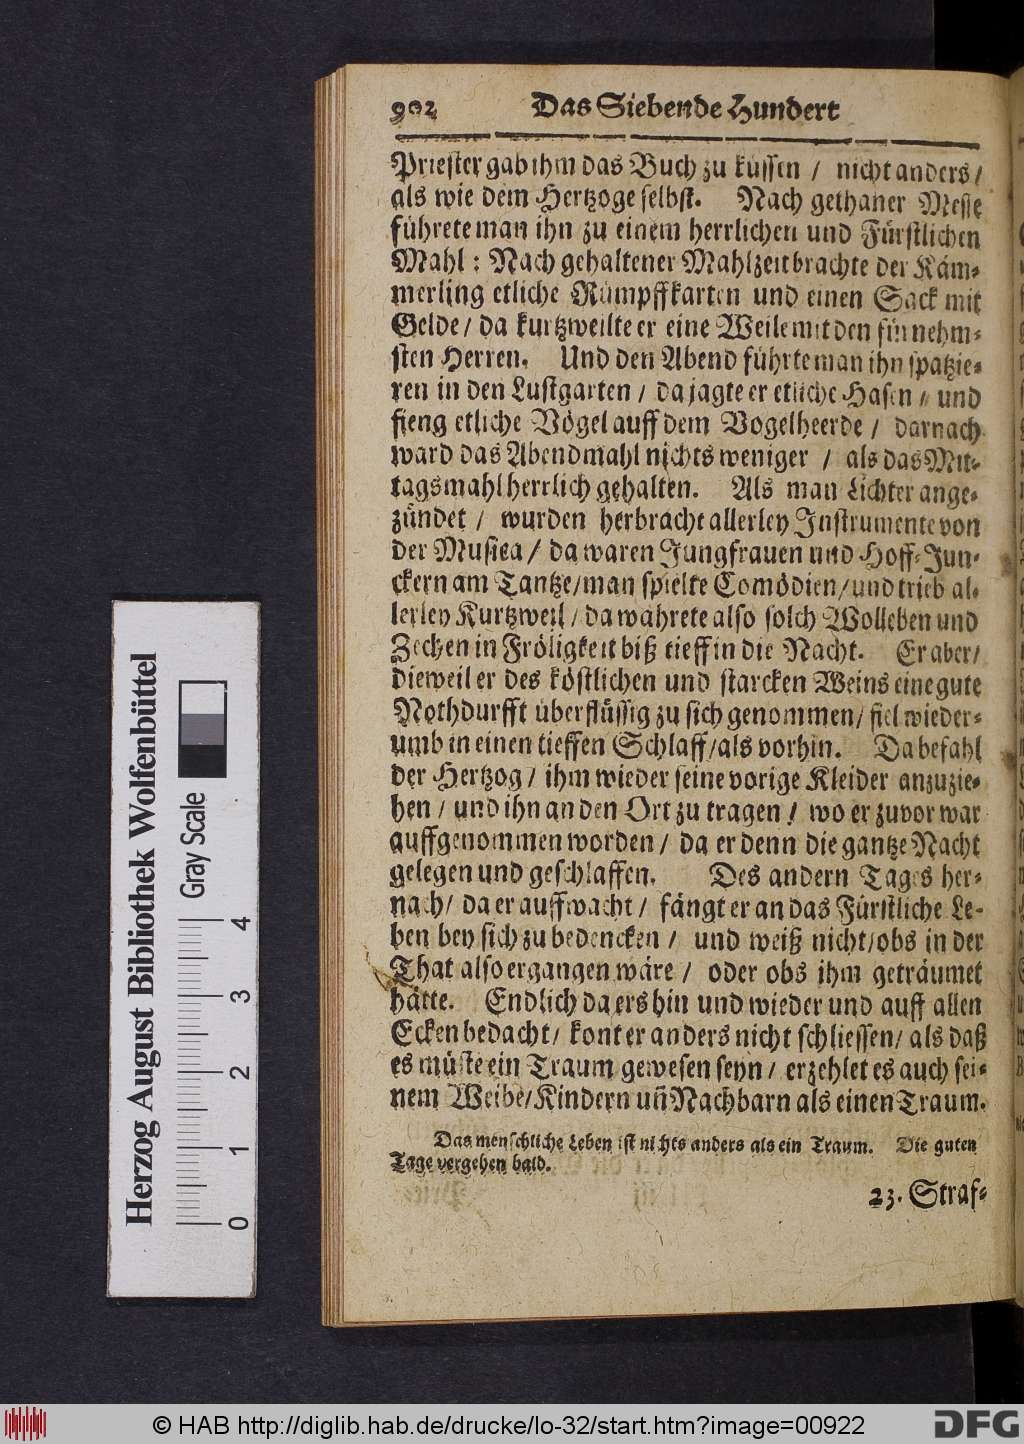 902 Das Siebende Hundert
Priester gab ihm das Buch zu küssen / nicht anders /
als wie dem Hertzoge selbst. Nach gethaner Messe
führete man ihn zu einem herrlichen und Fürstlichen
Mahl : Nach gehaltener Mahlzeit brachte der Käm-
merling etliche Rümpffkarten und einen Sack mit
Gelde / da kurtzweilte er eine Weile mit den fürnehm-
sten Herren. Und den Abend führte man ihn spatzie-
ren in den Lustgarten / da jagte er etliche Hasen / und
fieng etliche Vögel auff dem Vogelheerde / darnach
ward das Abendmahl nichts weniger / als das Mit-
tagsmahl herrlich gehalten. Als man Lichter ange-
zündet / wurden herbracht allerley Instrumente von
der Musica / da waren Jungfrauen und Hoff-Jun-
ckern am Tantze / man spielte Comödien / und trieb al-
lerley Kurtzweil / da währete also solch Wolleben und
Zechen in Fröligkeit biß tieff in die Nacht. Er aber /
dieweil er des köstlichen und starcken Weins eine gute
Nothdurfft überflüssig zu sich genommen / fiel wieder-
umb in einen tieffen Schlaff / als vorhin. Da befahl
der Hertzog / ihm wieder seine vorige Kleider anzuzie-
hen / und ihn an den Ort zu tragen / wo er zuvor war
auffgenommen worden / da er denn die gantze Nacht
gelegen und geschlaffen. Des andern Tages her-
nach / da er auffwacht / fängt er an das Fürstliche Le-
ben bey sich zu bedencken / und weiß nicht / obs in der
That also ergangen wäre / oder obs ihm geträumet
hätte. Endlich da ers hin und wieder und auff allen
Ecken bedacht / kont er anders nicht schliessen / als daß
es müste ein Traum gewesen seyn / erzehlet es auch sei-
nem Weibe / Kindern uñ Nachbarn als einen Traum.
Das menschliche Leben ist nichts anders als ein Traum. Die guten
Tage vergehen bald.
23. Straf-
Herzog August Bibliothek Wolfenbüttel
Gray Scale
0 1 2 3 4
© HAB http://diglib.hab.de/drucke/lo-32/start.htm?image=00922
DFG